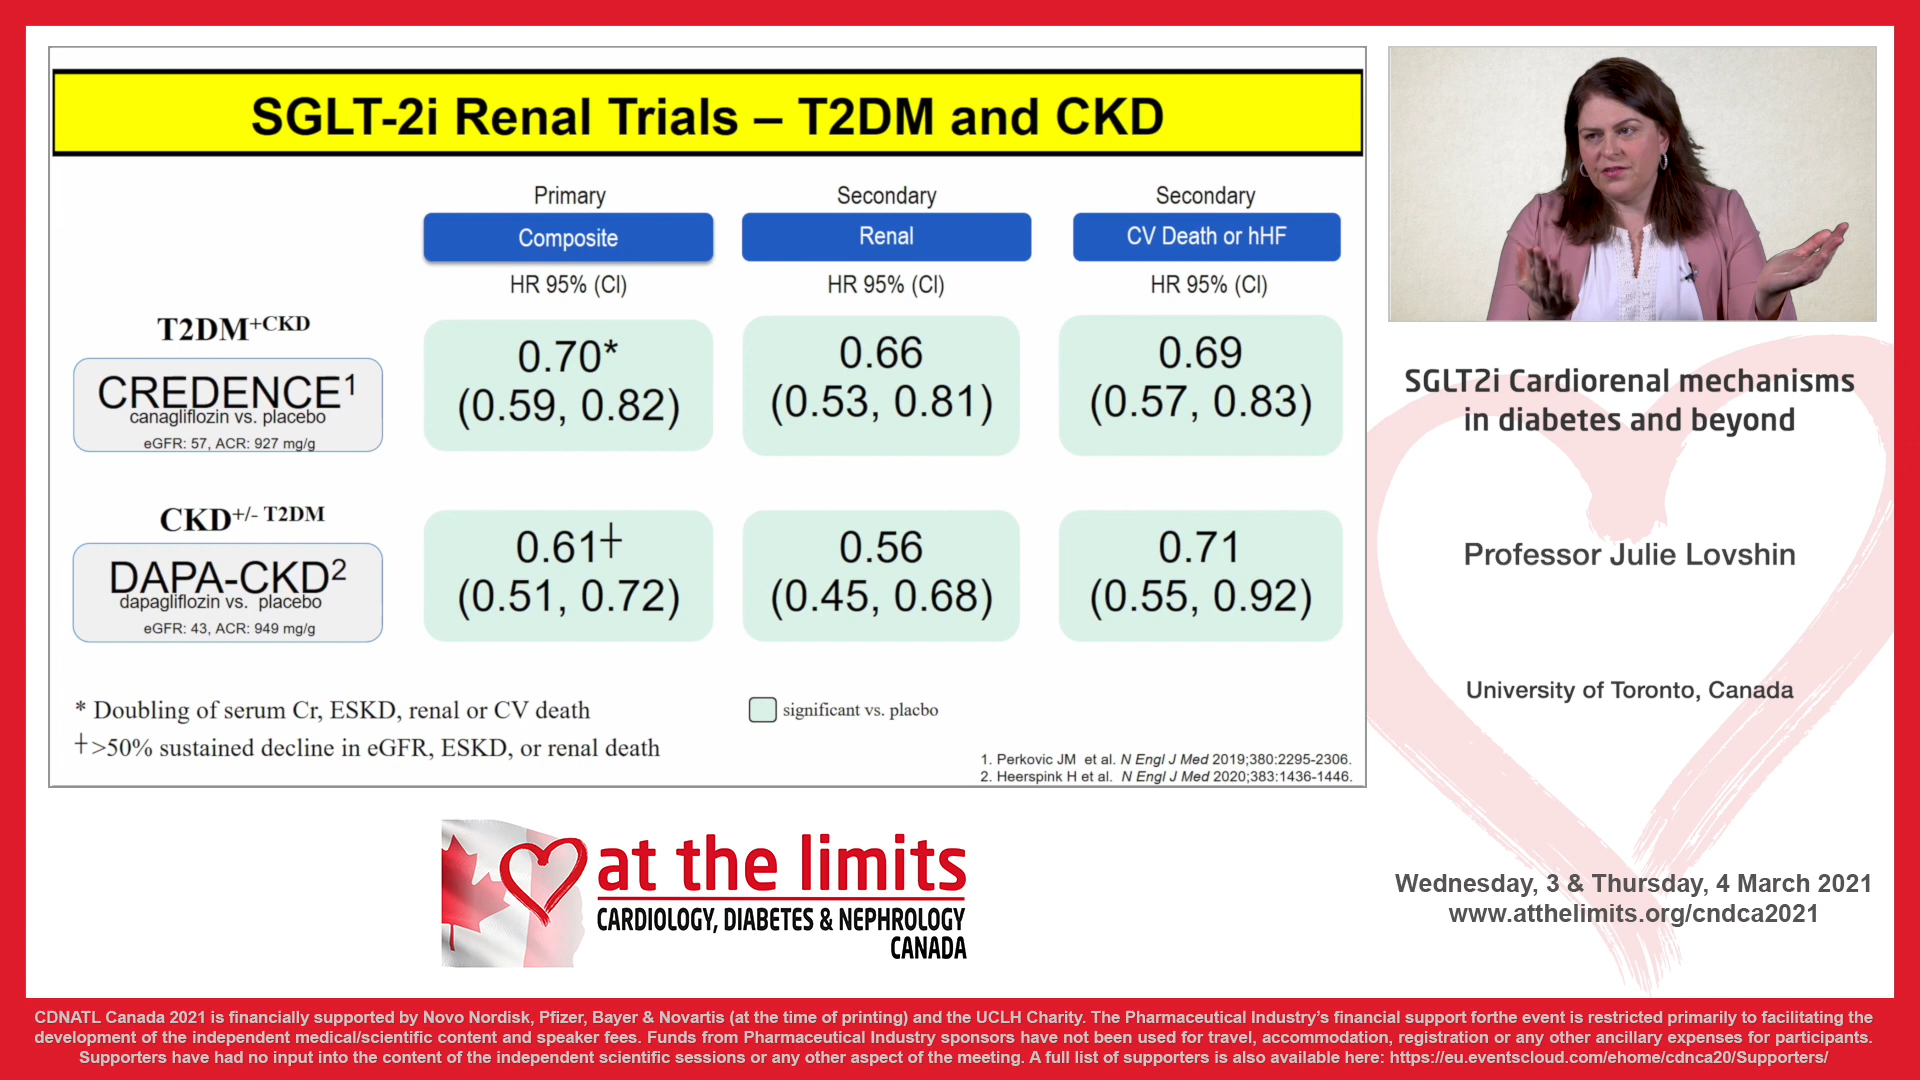 SGLT-2i Renal Trials – T2DM and CKD
Primary
Secondary
Secondary
Composite
Renal
CV Death or hHF
HR 95% (CI)
HR 95% (CI)
HR 95% (CI)
T2DM+CKD
CREDENCE1
canagliflozin vs. placebo
eGFR: 57, ACR: 927 mg/g
0.70*
(0.59, 0.82)
0.66
(0.53, 0.81)
0.69
(0.57, 0.83)
CKD+/- T2DM
DAPA-CKD2
dapagliflozin vs. placebo
eGFR: 43, ACR: 949 mg/g
0.61┼
(0.51, 0.72)
0.56
(0.45, 0.68)
0.71
(0.55, 0.92)
* Doubling of serum Cr, ESKD, renal or CV death
┼ >50% sustained decline in eGFR, ESKD, or renal death
significant vs. placbo
1. Perkovic JM et al. N Engl J Med 2019;380:2295-2306.
2. Heerspink H et al. N Engl J Med 2020;383:1436-1446.
SGLT2i Cardiorenal mechanisms
in diabetes and beyond
Professor Julie Lovshin
University of Toronto, Canada
Wednesday, 3 & Thursday, 4 March 2021
www.atthelimits.org/cndca2021
at the limits
CARDIOLOGY, DIABETES & NEPHROLOGY
CANADA
CDNATL Canada 2021 is financially supported by Novo Nordisk, Pfizer, Bayer & Novartis (at the time of printing) and the UCLH Charity. The Pharmaceutical Industry’s financial support forthe event is restricted primarily to facilitating the
development of the independent medical/scientific content and speaker fees. Funds from Pharmaceutical Industry sponsors have not been used for travel, accommodation, registration or any other ancillary expenses for participants.
Supporters have had no input into the content of the independent scientific sessions or any other aspect of the meeting. A full list of supporters is also available here: https://eu.eventscloud.com/ehome/cdnca20/Supporters/